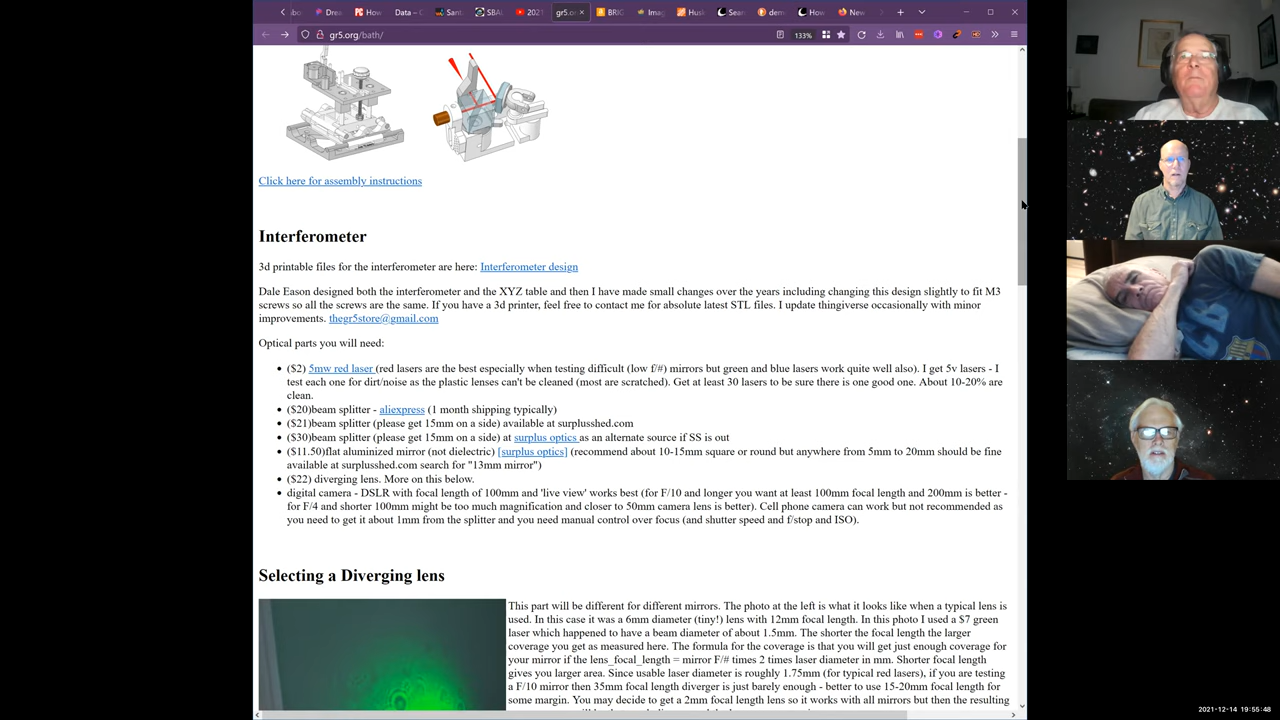 Drea
How
Data – C
Sant
SBAI
2021
gr5.or
BRIG
Imag
Husk
Sear
dem
How
New
gr5.org/bath/
133%
Click here for assembly instructions
Interferometer
3d printable files for the interferometer are here: Interferometer design
Dale Eason designed both the interferometer and the XYZ table and then I have made small changes over the years including changing this design slightly to fit M3
screws so all the screws are the same. If you have a 3d printer, feel free to contact me for absolute latest STL files. I update thingiverse occasionally with minor
improvements. thegr5store@gmail.com
Optical parts you will need:
($2) 5mw red laser (red lasers are the best especially when testing difficult (low f/#) mirrors but green and blue lasers work quite well also). I get 5v lasers - I
test each one for dirt/noise as the plastic lenses can't be cleaned (most are scratched). Get at least 30 lasers to be sure there is one good one. About 10-20% are
clean.
($20)beam splitter - aliexpress (1 month shipping typically)
($21)beam splitter (please get 15mm on a side) available at surplusshed.com
($30)beam splitter (please get 15mm on a side) at surplus optics as an alternate source if SS is out
($11.50)flat aluminized mirror (not dielectric) [surplus optics] (recommend about 10-15mm square or round but anywhere from 5mm to 20mm should be fine
available at surplusshed.com search for "13mm mirror")
($22) diverging lens. More on this below.
digital camera - DSLR with focal length of 100mm and 'live view' works best (for F/10 and longer you want at least 100mm focal length and 200mm is better -
for F/4 and shorter 100mm might be too much magnification and closer to 50mm camera lens is better). Cell phone camera can work but not recommended as
you need to get it about 1mm from the splitter and you need manual control over focus (and shutter speed and f/stop and ISO).
Selecting a Diverging lens
This part will be different for different mirrors. The photo at the left is what it looks like when a typical lens is
used. In this case it was a 6mm diameter (tiny!) lens with 12mm focal length. In this photo I used a $7 green
laser which happened to have a beam diameter of about 1.5mm. The shorter the focal length the larger
coverage you get as measured here. The formula for the coverage is that you will get just enough coverage for
your mirror if the lens_focal_length = mirror F/# times 2 times laser diameter in mm. Shorter focal length
gives you larger area. Since usable laser diameter is roughly 1.75mm (for typical red lasers), if you are testing
a F/10 mirror then 35mm focal length diverger is just barely enough - better to use 15-20mm focal length for
some margin. You may decide to get a 2mm focal length lens so it works with all mirrors but then the resulting
2021-12-14 19:55:48